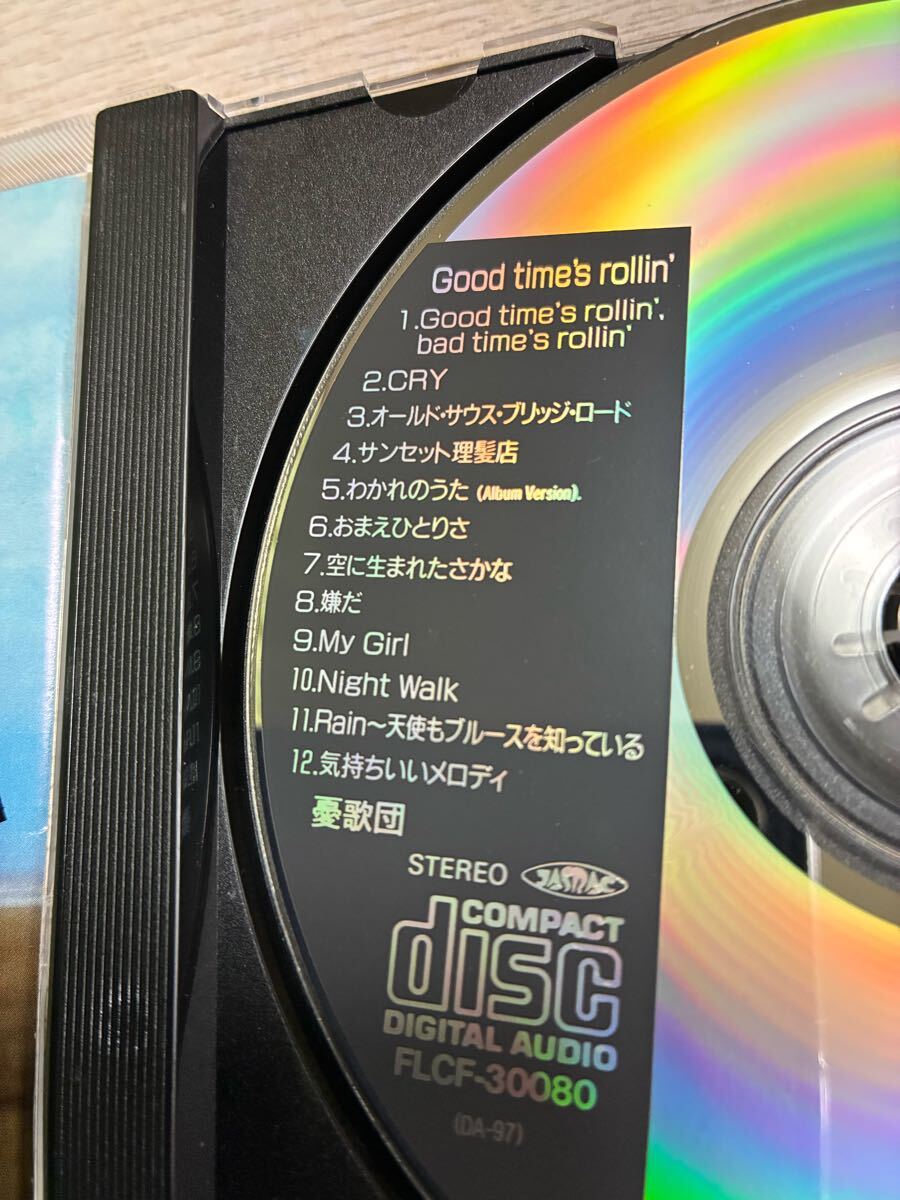 Good time's rollin'
1.Good time's rollin',
bad time's rollin'
2.CRY
3.オールド・サウス・ブリッジ・ロード
4.サンセット理髪店
5.わかれのうた (Album Version).
6.おまえひとりさ
7.空に生まれたさかな
8.嫌だ
9.My Girl
10.Night Walk
11.Rain〜天使もブルースを知っている
12.気持ちいいメロディ
憂歌団
STEREO JASRAC
COMPACT
disc
DIGITAL AUDIO
FLCF-30080
(DA-97)